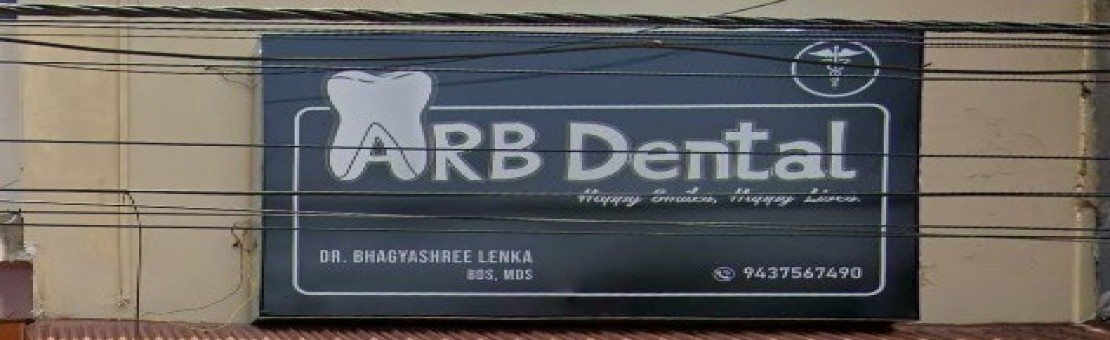 ARB Dental
Happy Smiles, Happy Lives.
DR. BHAGYASHREE LENKA
BDS, MDS
9437567490